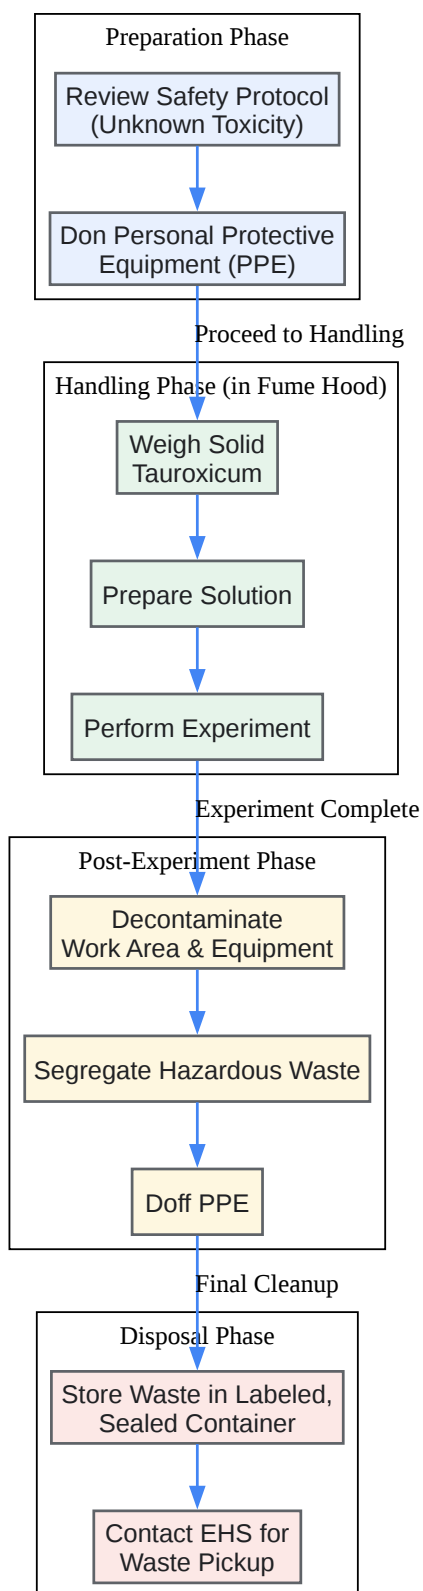 Preparation Phase
Review Safety Protocol
(Unknown Toxicity)
Don Personal Protective
Equipment (PPE)
Proceed to Handling
Handling Phase (in Fume Hood)
Weigh Solid
Tauroxicum
Prepare Solution
Perform Experiment
Experiment Complete
Post-Experiment Phase
Decontaminate
Work Area & Equipment
Segregate Hazardous Waste
Doff PPE
Final Cleanup
Disposal Phase
Store Waste in Labeled,
Sealed Container
Contact EHS for
Waste Pickup